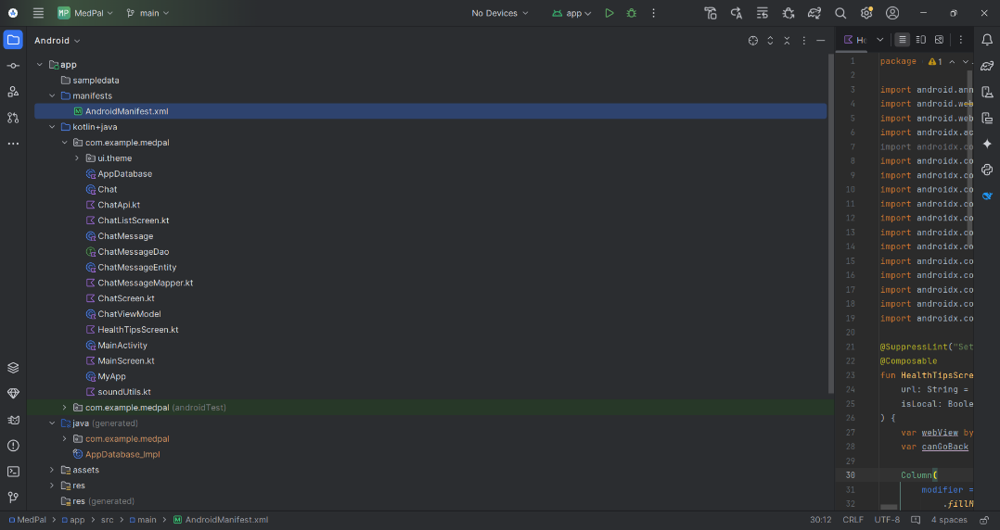 MP MedPal main No Devices app
Android
app
sampledata
manifests
AndroidManifest.xml
kotlin+java
com.example.medpal
ui.theme
AppDatabase
Chat
ChatApi.kt
ChatListScreen.kt
ChatMessage
ChatMessageDao
ChatMessageEntity
ChatMessageMapper.kt
ChatScreen.kt
ChatViewModel
HealthTipsScreen.kt
MainActivity
MainScreen.kt
MyApp
soundUtils.kt
com.example.medpal (androidTest)
java (generated)
com.example.medpal
AppDatabase_Impl
assets
res
res (generated)
He
1 package 1
2
3 import android.ann
4 import android.web
5 import android.web
6 import androidx.ac
7 import androidx.co
8 import androidx.co
9 import androidx.co
10 import androidx.co
11 import androidx.co
12 import androidx.co
13 import androidx.co
14 import androidx.co
15 import androidx.co
16 import androidx.co
17 import androidx.co
18 import androidx.co
19 import androidx.co
20
21 @SuppressLint("Set
22 @Composable
23 fun HealthTipsScre
24 url: String =
25 isLocal: Boole
26 ) {
27 var webView by
28 var canGoBack
29
30 Column(
31 modifier =
32 .fillM
MedPal > app > src > main > AndroidManifest.xml 30:12 CRLF UTF-8 4 spaces